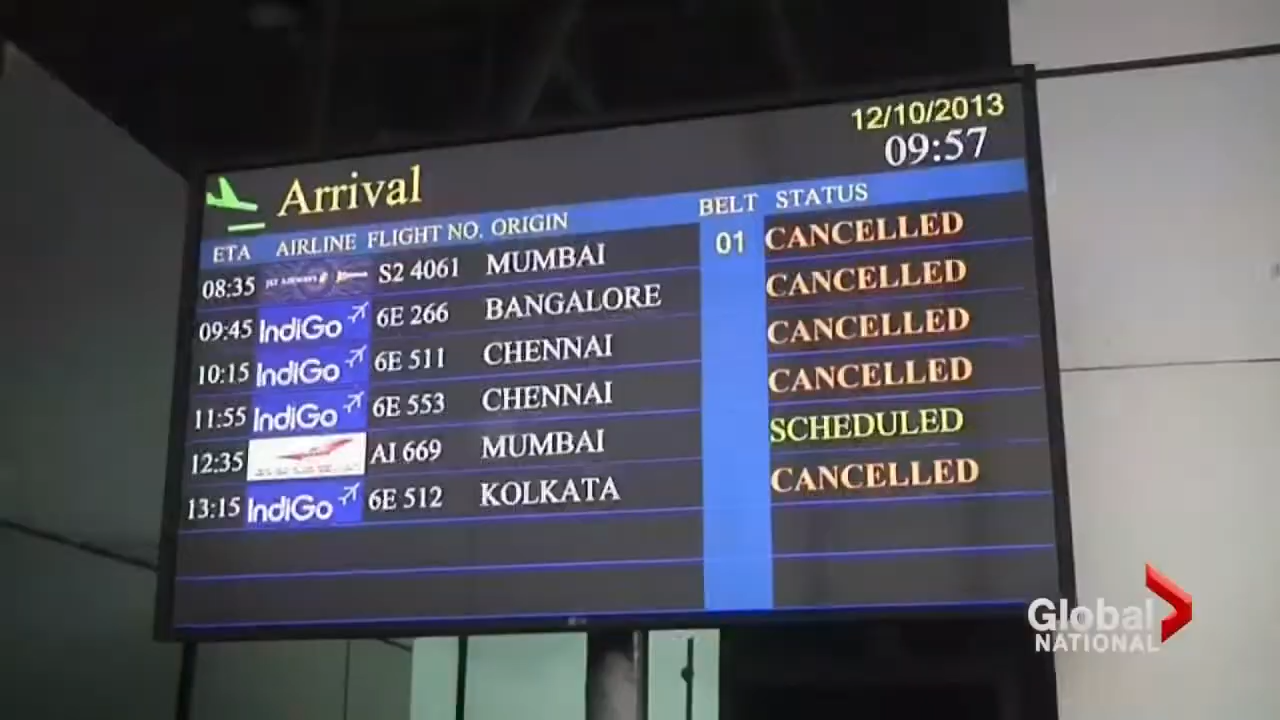 12/10/2013
09:57
Arrival
ETA AIRLINE FLIGHT NO. ORIGIN BELT STATUS
08:35 JET AIRWAYS S2 4061 MUMBAI 01 CANCELLED
09:45 IndiGo 6E 266 BANGALORE CANCELLED
10:15 IndiGo 6E 511 CHENNAI CANCELLED
11:55 IndiGo 6E 553 CHENNAI CANCELLED
12:35 AI 669 MUMBAI SCHEDULED
13:15 IndiGo 6E 512 KOLKATA CANCELLED
Global
NATIONAL